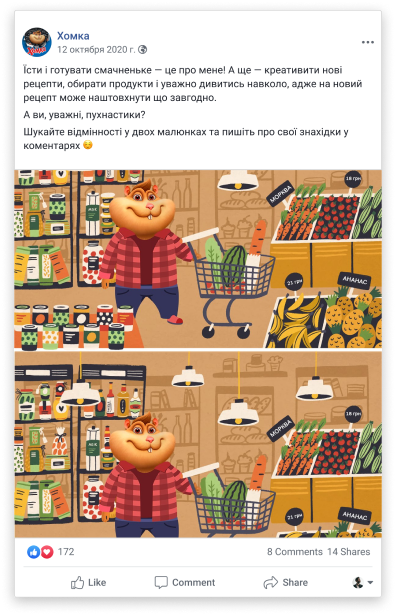 Хомка
12 октября 2020 г.
Їсти і готувати смачненьке — це про мене! А ще — креативити нові
рецепти, обирати продукти і уважно дивитись навколо, адже на новий
рецепт може наштовхнути що завгодно.
А ви, уважні, пухнастики?
Шукайте відмінності у двох малюнках та пишіть про свої знахідки у
коментарях
МОРКВА
18 грн
21 грн
АНАНАС
МОРКВА
18 грн
21 грн
АНАНАС
172
8 Comments 14 Shares
Like Comment Share